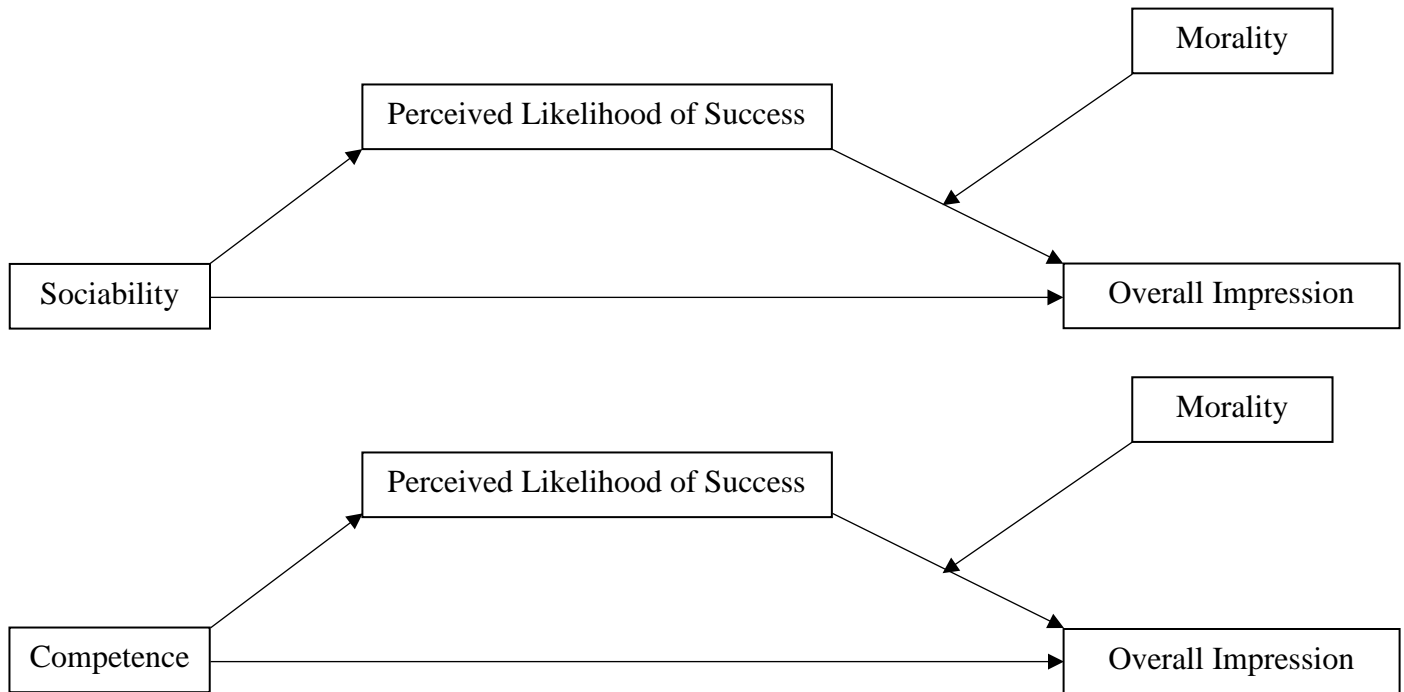 Morality
Perceived Likelihood of Success
Sociability
Overall Impression
Morality
Perceived Likelihood of Success
Competence
Overall Impression